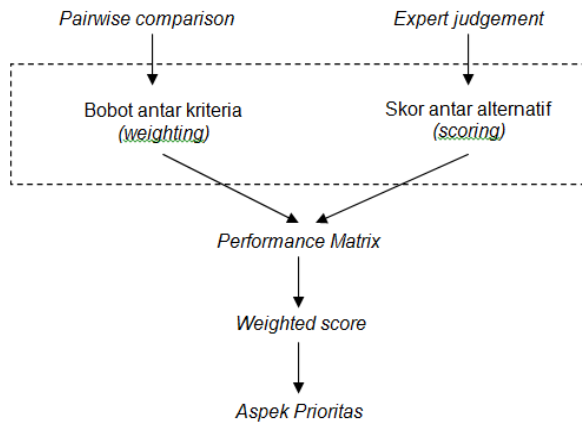 Pairwise comparison
Expert judgement
Bobot antar kriteria
(weighting)
Skor antar alternatif
(scoring)
Performance Matrix
Weighted score
Aspek Prioritas